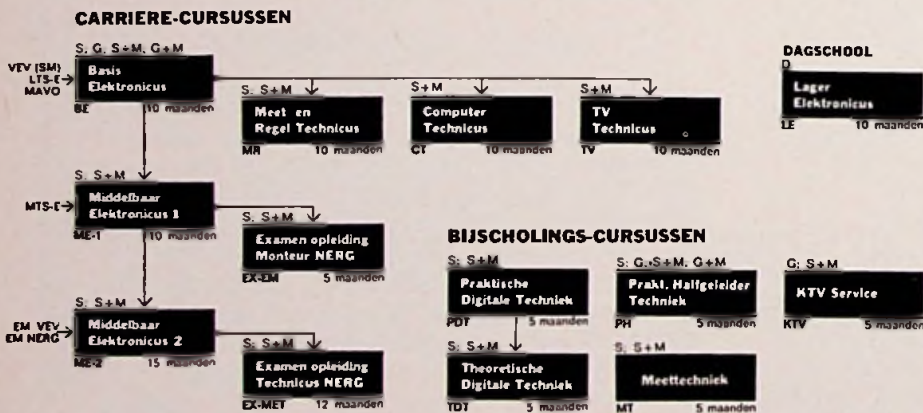 CARRIERE-CURSUSSEN
S; G, S+M, G+M
VEV (SM)
LTS-E
MAVO
Basis
Elektronicus
BE 10 maanden
S; S+M
Meet en
Regel Technicus
MR 10 maanden
S+M
Computer
Technicus
CT 10 maanden
S+M
TV
Technicus
TV 10 maanden
DAGSCHOOL
D
Lager
Elektronicus
LE 10 maanden
S; S+M
MTS-E
Middelbaar
Elektronicus 1
ME-1 10 maanden
S; S+M
Examen opleiding
Monteur NERG
EX-EM 5 maanden
S; S+M
EM VEV
EM NERG
Middelbaar
Elektronicus 2
ME-2 15 maanden
S; S+M
Examen opleiding
Technicus NERG
EX-MET 12 maanden
BIJSCHOLINGS-CURSUSSEN
S; S+M
Praktische
Digitale Techniek
PDT 5 maanden
S; G, S+M, G+M
Prakt. Halfgeleider
Techniek
PH 5 maanden
G; S+M
KTV Service
KTV 5 maanden
S; S+M
Theoretische
Digitale Techniek
TDT 5 maanden
S; S+M
Meettechniek
MT 5 maanden